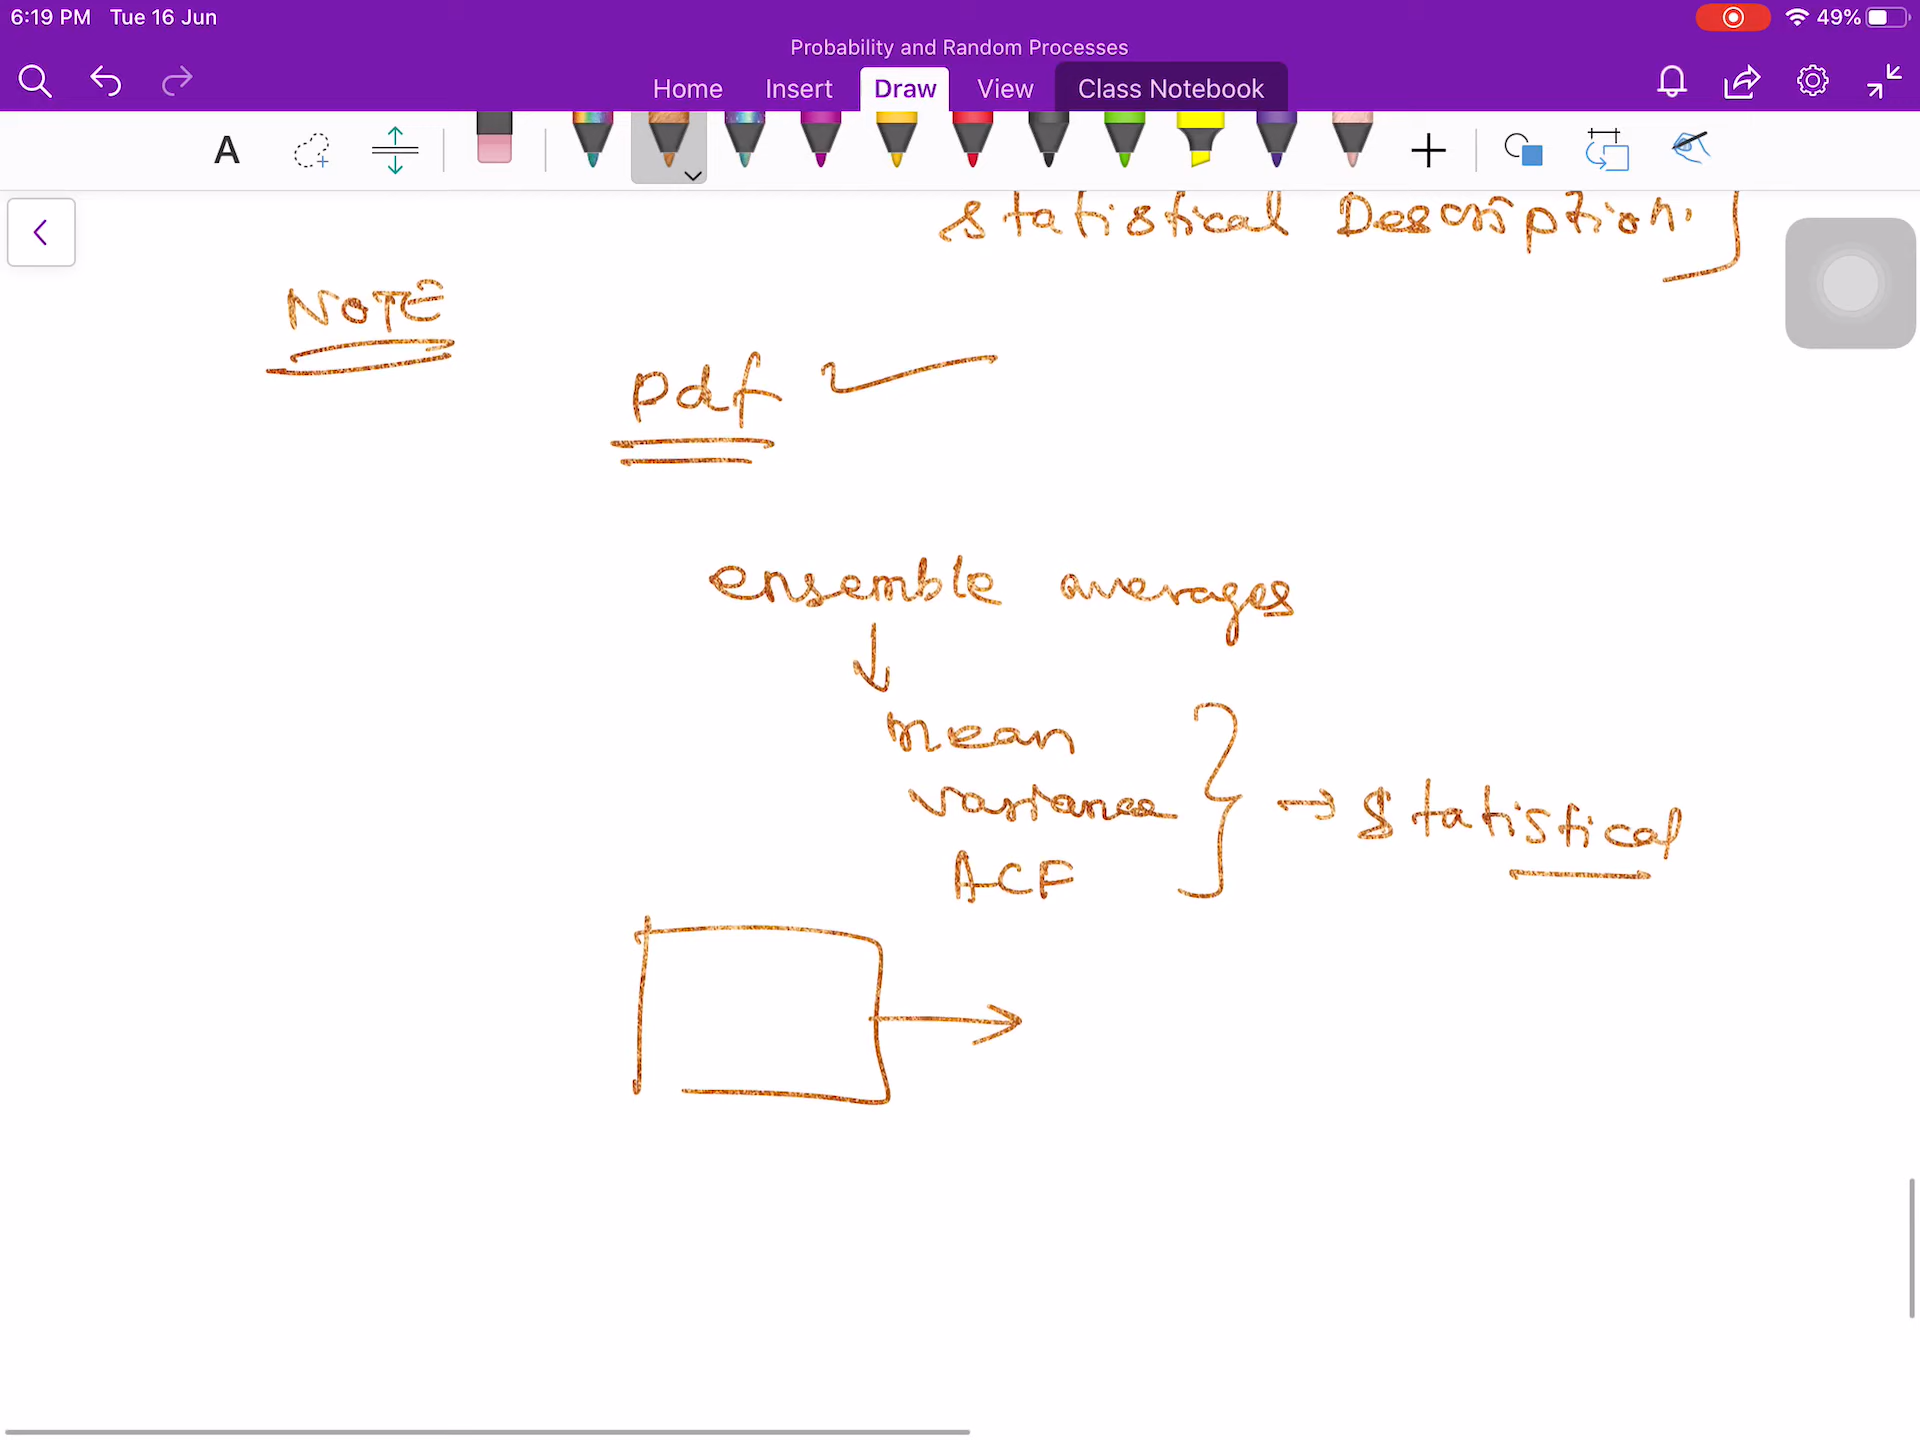 6:19 PM Tue 16 Jun 49%
Probability and Random Processes
Home Insert Draw View Class Notebook
A
statistical Description.
NOTE
pdf
ensemble averages
mean
variance
ACF
→ statistical